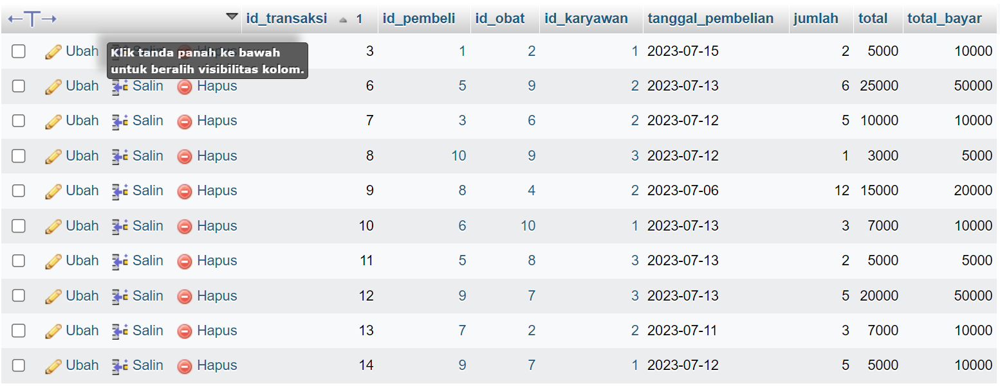 id_transaksi 1 id_pembeli id_obat id_karyawan tanggal_pembelian jumlah total total_bayar
Ubah 3 1 2 1 2023-07-15 2 5000 10000
Klik tanda panah ke bawah
untuk beralih visibilitas kolom.
Ubah Salin Hapus 6 5 9 2 2023-07-13 6 25000 50000
Ubah Salin Hapus 7 3 6 2 2023-07-12 5 10000 10000
Ubah Salin Hapus 8 10 9 3 2023-07-12 1 3000 5000
Ubah Salin Hapus 9 8 4 2 2023-07-06 12 15000 20000
Ubah Salin Hapus 10 6 10 1 2023-07-13 3 7000 10000
Ubah Salin Hapus 11 5 8 3 2023-07-13 2 5000 5000
Ubah Salin Hapus 12 9 7 3 2023-07-13 5 20000 50000
Ubah Salin Hapus 13 7 2 2 2023-07-11 3 7000 10000
Ubah Salin Hapus 14 9 7 1 2023-07-12 5 5000 10000